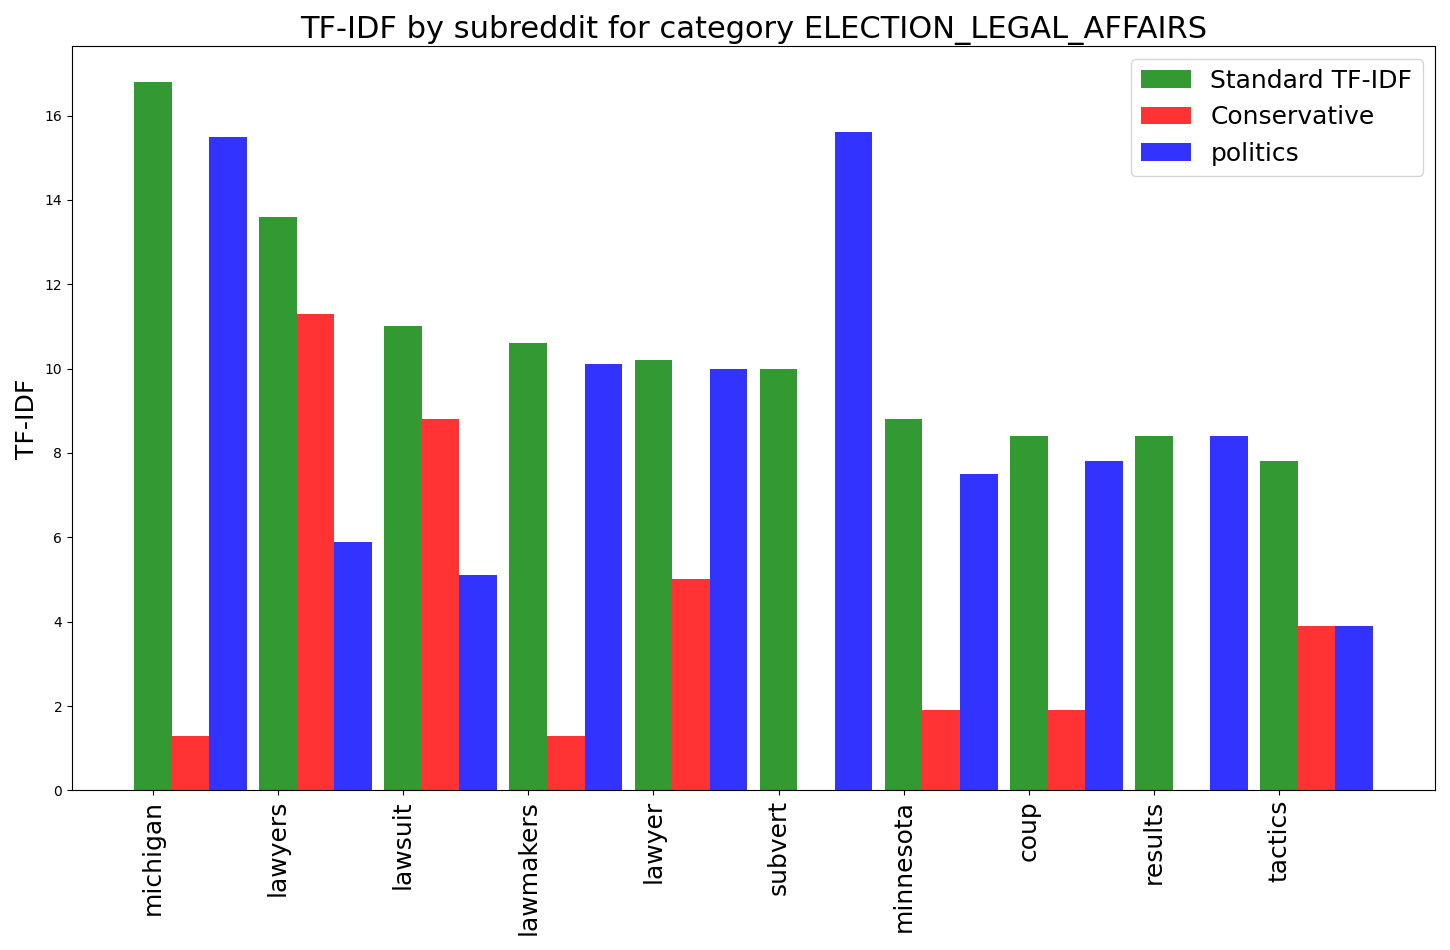 TF-IDF by subreddit for category ELECTION_LEGAL_AFFAIRS
Standard TF-IDF
Conservative
politics
TF-IDF
16
14
12
10
8
6
4
2
0
michigan
lawyers
lawsuit
lawmakers
lawyer
subvert
minnesota
coup
results
tactics